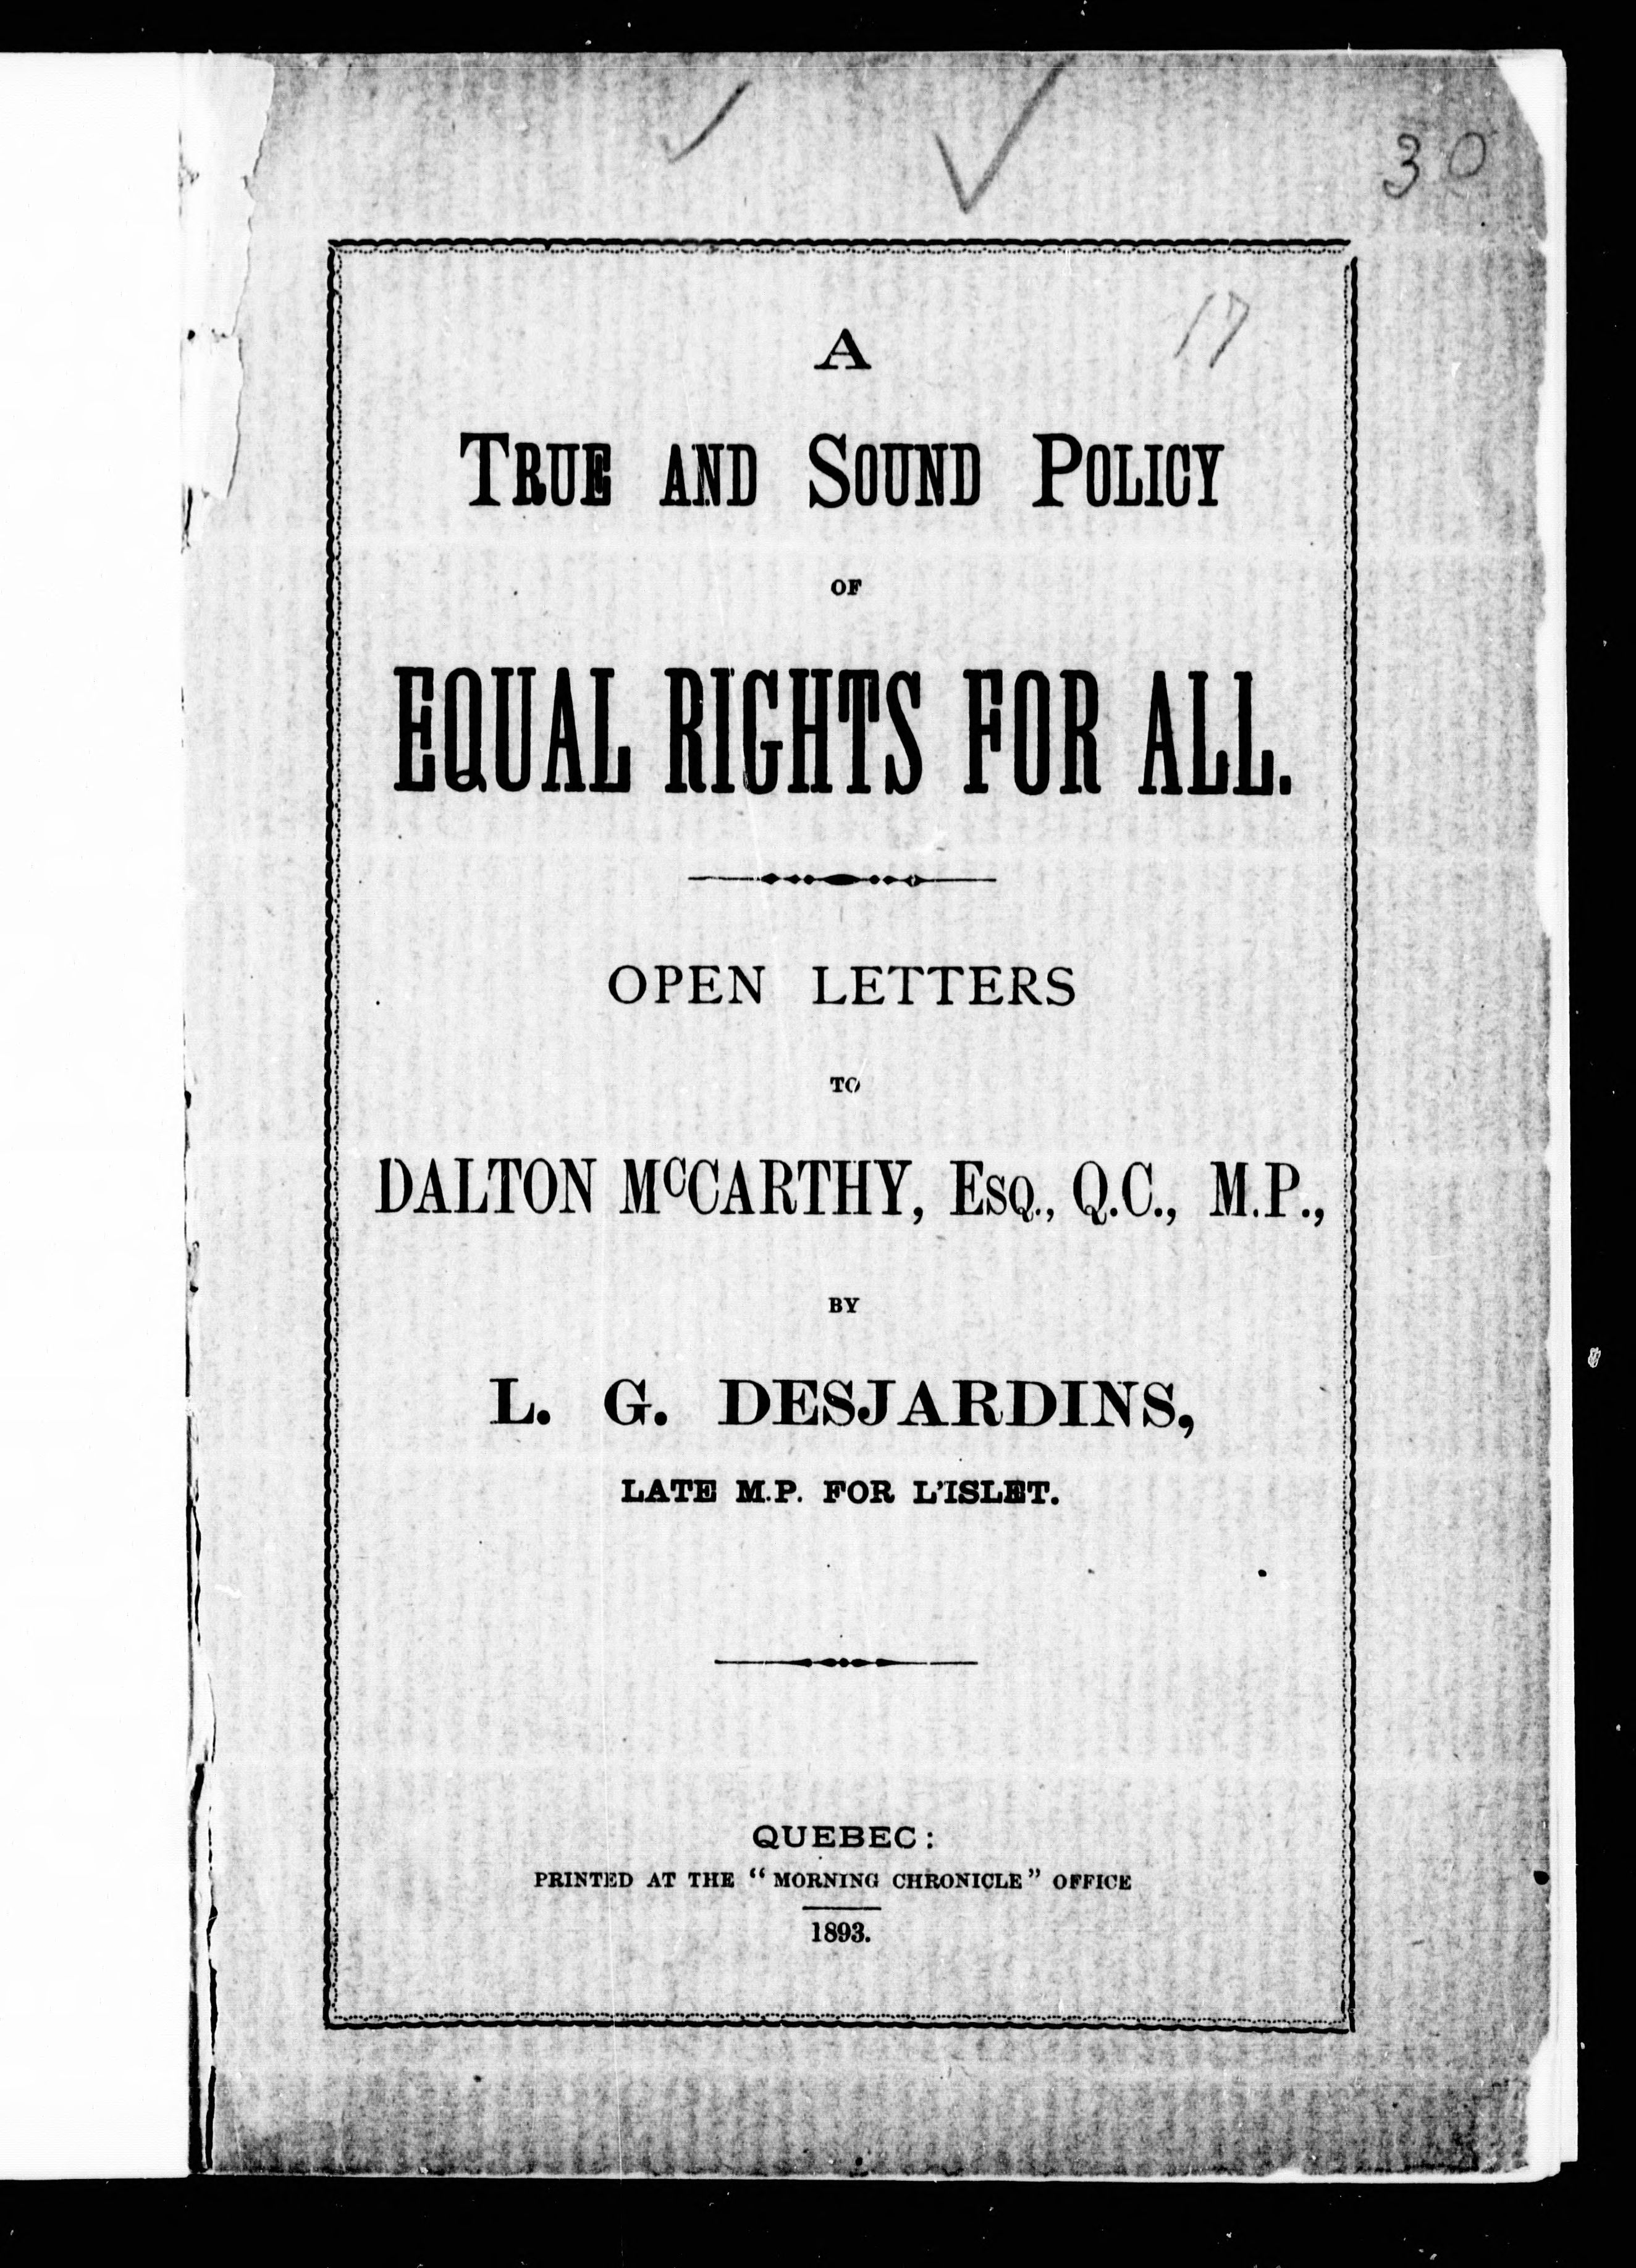 30
17
A
TRUE AND SOUND POLICY
OF
EQUAL RIGHTS FOR ALL.
OPEN LETTERS
TO
DALTON McCARTHY, ESQ., Q.C., M.P.,
BY
L. G. DESJARDINS,
LATE M.P. FOR L'ISLET.
QUEBEC:
PRINTED AT THE “MORNING CHRONICLE” OFFICE
1893.